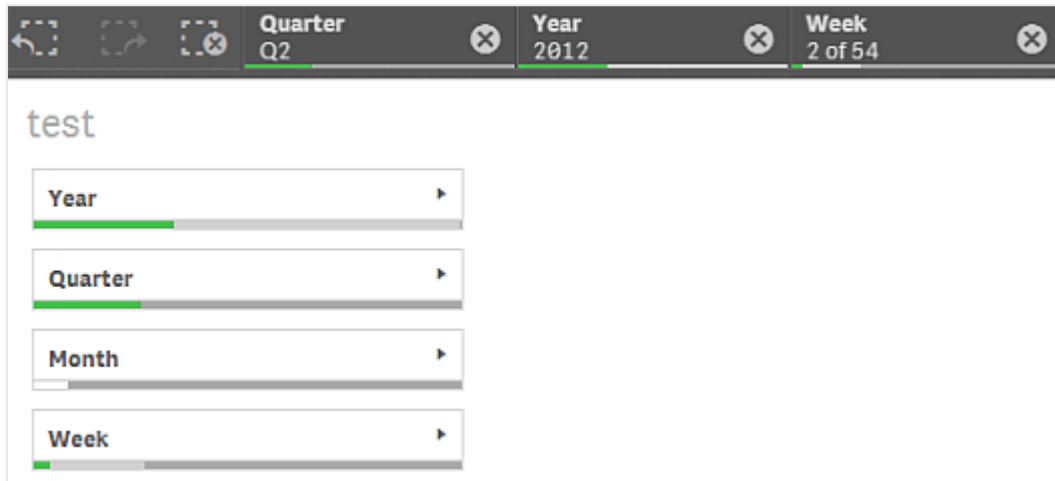 Quarter
Q2
Year
2012
Week
2 of 54
test
Year
Quarter
Month
Week